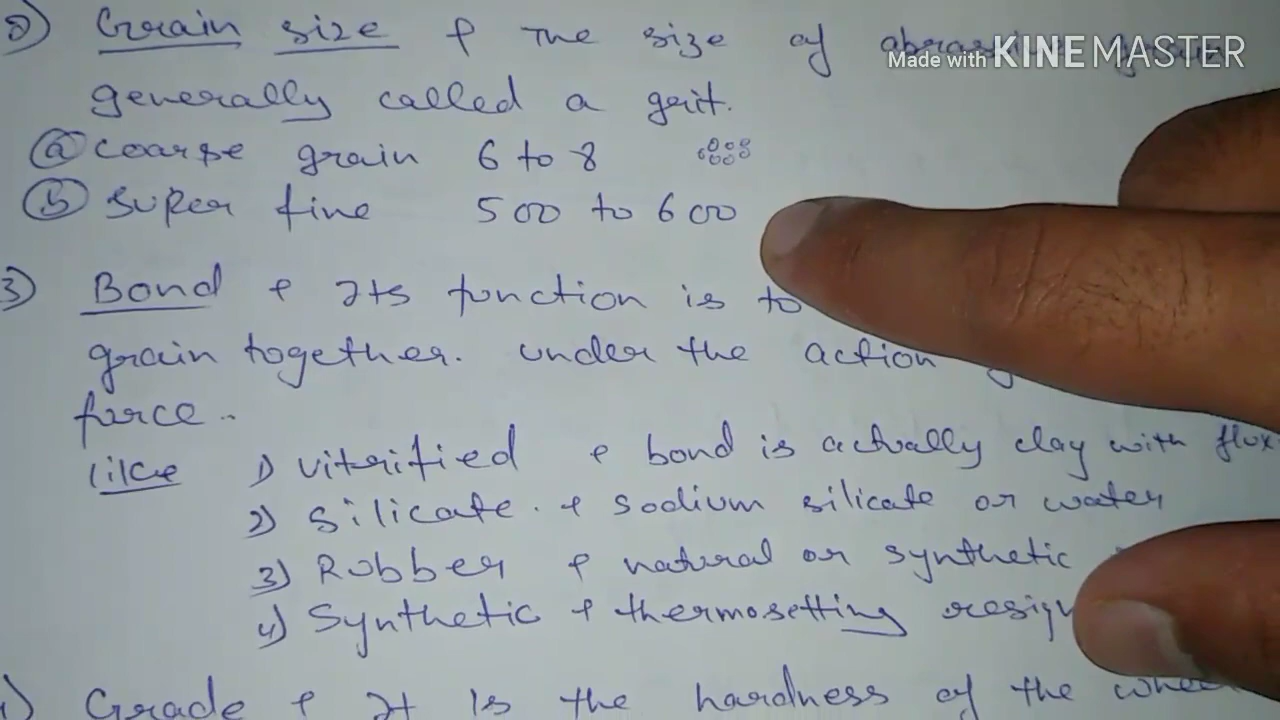 2) Grain size : The size of
Made with KINEMASTER
generally called a grit.
(a) coarse grain 6 to 8
(b) super fine 500 to 600
3) Bond : Its function is to
grain together. under the action
force..
like 1) vitrified : bond is actually clay with flux
2) silicate. : sodium silicate or water
3) Rubber : natural or synthetic
4) Synthetic : thermosetting
Grade : It is the hardness of the